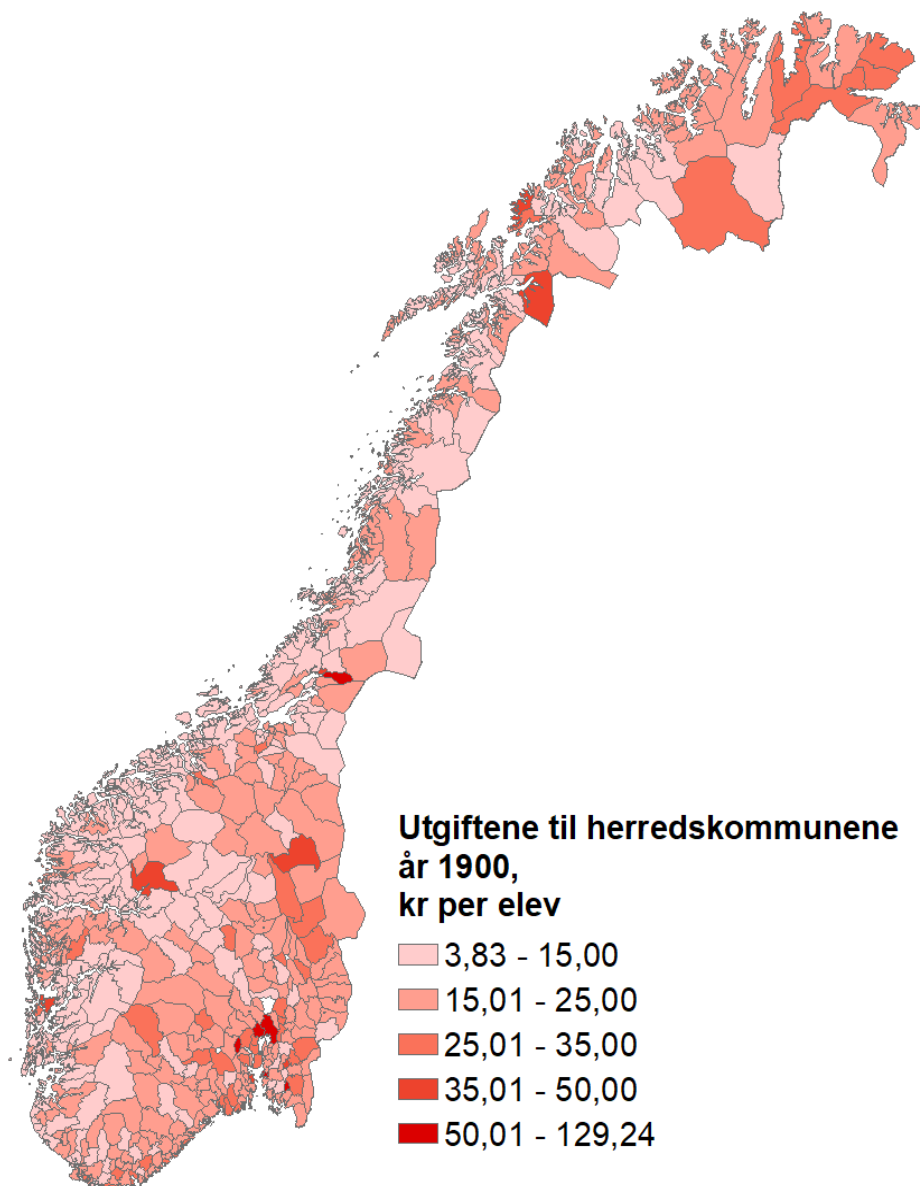 Utgiftene til herredskommunene
år 1900,
kr per elev
3,83 - 15,00
15,01 - 25,00
25,01 - 35,00
35,01 - 50,00
50,01 - 129,24